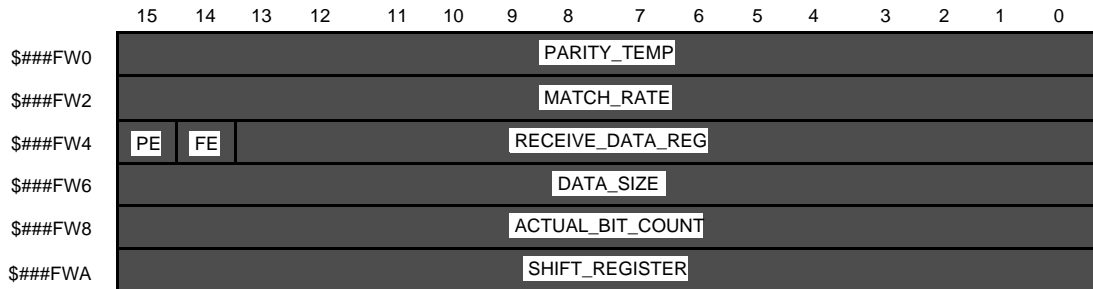 15 14 13 12 11 10 9 8 7 6 5 4 3 2 1 0
$###FW0 PARITY_TEMP
$###FW2 MATCH_RATE
$###FW4 PE FE RECEIVE_DATA_REG
$###FW6 DATA_SIZE
$###FW8 ACTUAL_BIT_COUNT
$###FWA SHIFT_REGISTER